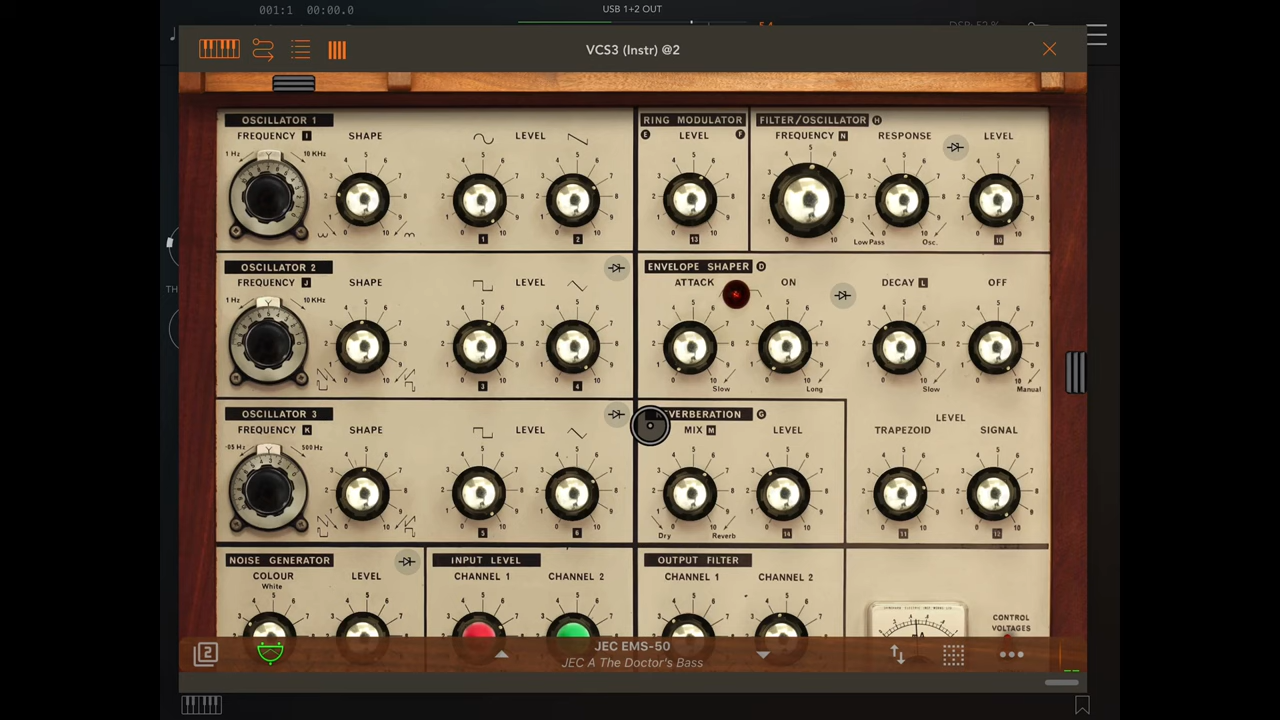 001:1 00:00.0
USB 1+2 OUT
VCS3 (Instr) @2
OSCILLATOR 1
FREQUENCY I SHAPE LEVEL
1 Hz 10 KHz
1 2
RING MODULATOR
E LEVEL F
13
FILTER/OSCILLATOR H
FREQUENCY N RESPONSE LEVEL
Low Pass Osc. 10
OSCILLATOR 2
FREQUENCY J SHAPE LEVEL
1 Hz 10 KHz
3 4
ENVELOPE SHAPER D
ATTACK ON DECAY L OFF
Slow Long Slow Manual
OSCILLATOR 3
FREQUENCY K SHAPE LEVEL
·05 Hz 500 Hz
5 6
EVERBERATION G
MIX M LEVEL
Dry Reverb 14
LEVEL
TRAPEZOID SIGNAL
11 12
NOISE GENERATOR
COLOUR LEVEL
White
INPUT LEVEL
CHANNEL 1 CHANNEL 2
OUTPUT FILTER
CHANNEL 1 CHANNEL 2
CONTROL
VOLTAGES
2
JEC EMS-50
JEC A The Doctor's Bass